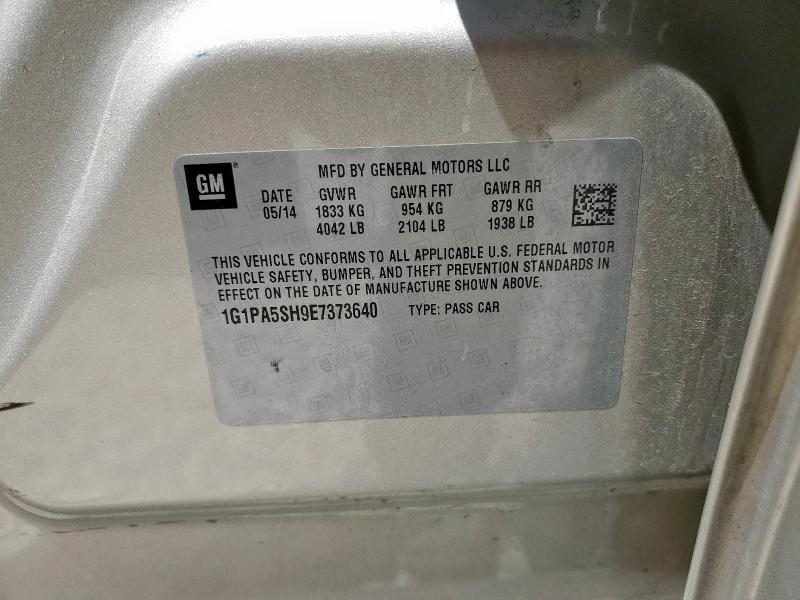 GM
MFD BY GENERAL MOTORS LLC
DATE GVWR GAWR FRT GAWR RR
05/14 1833 KG 954 KG 879 KG
4042 LB 2104 LB 1938 LB
THIS VEHICLE CONFORMS TO ALL APPLICABLE U.S. FEDERAL MOTOR
VEHICLE SAFETY, BUMPER, AND THEFT PREVENTION STANDARDS IN
EFFECT ON THE DATE OF MANUFACTURE SHOWN ABOVE.
1G1PA5SH9E7373640 TYPE: PASS CAR